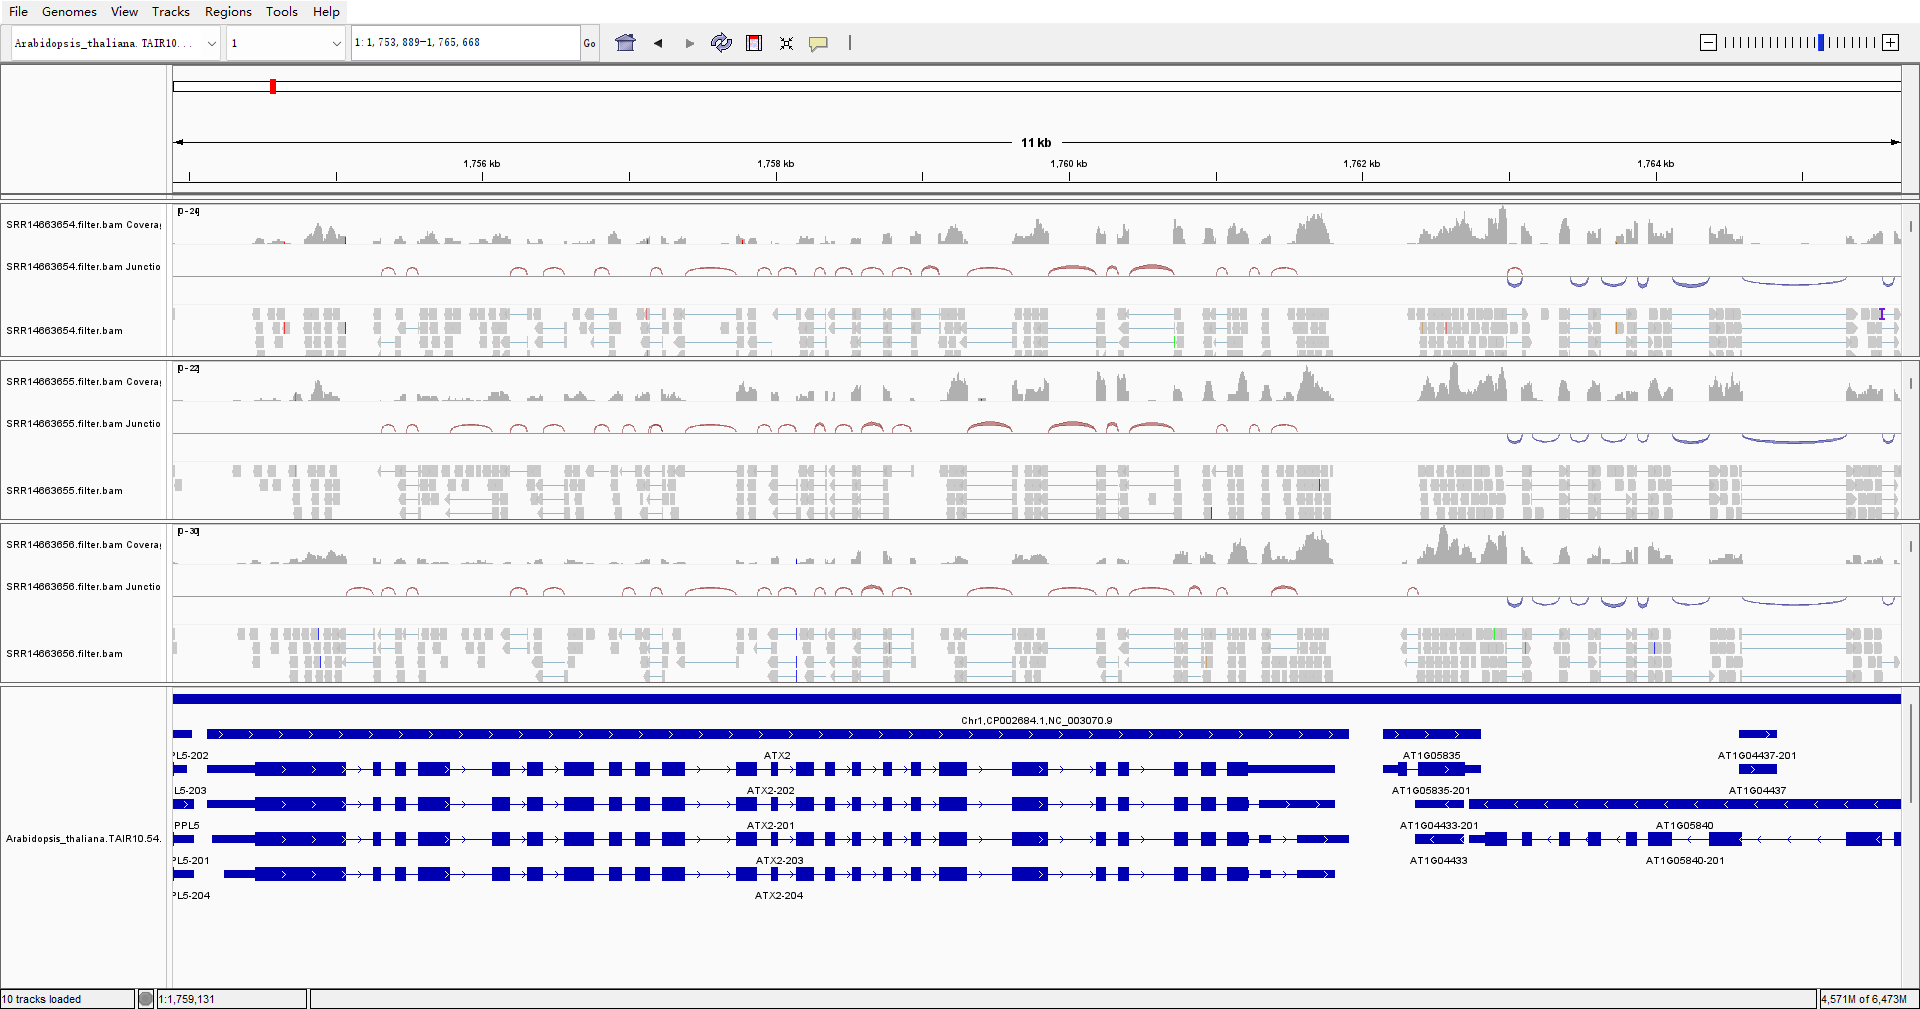 File Genomes View Tracks Regions Tools Help
Arabidopsis_thaliana.TAIR10... 1 1:1,753,889-1,765,668 Go
11 kb
1,756 kb 1,758 kb 1,760 kb 1,762 kb 1,764 kb
[0-24]
SRR14663654.filter.bam Covera
SRR14663654.filter.bam Junctio
SRR14663654.filter.bam
[0-22]
SRR14663655.filter.bam Covera
SRR14663655.filter.bam Junctio
SRR14663655.filter.bam
[0-30]
SRR14663656.filter.bam Covera
SRR14663656.filter.bam Junctio
SRR14663656.filter.bam
Chr1,CP002684.1,NC_003070.9
PL5-202 ATX2 AT1G05835 AT1G04437-201
L5-203 ATX2-202 AT1G05835-201 AT1G04437
PPL5 ATX2-201 AT1G04433-201 AT1G05840
Arabidopsis_thaliana.TAIR10.54.
PL5-201 ATX2-203 AT1G04433 AT1G05840-201
PL5-204 ATX2-204
10 tracks loaded 1:1,759,131 4,571M of 6,473M